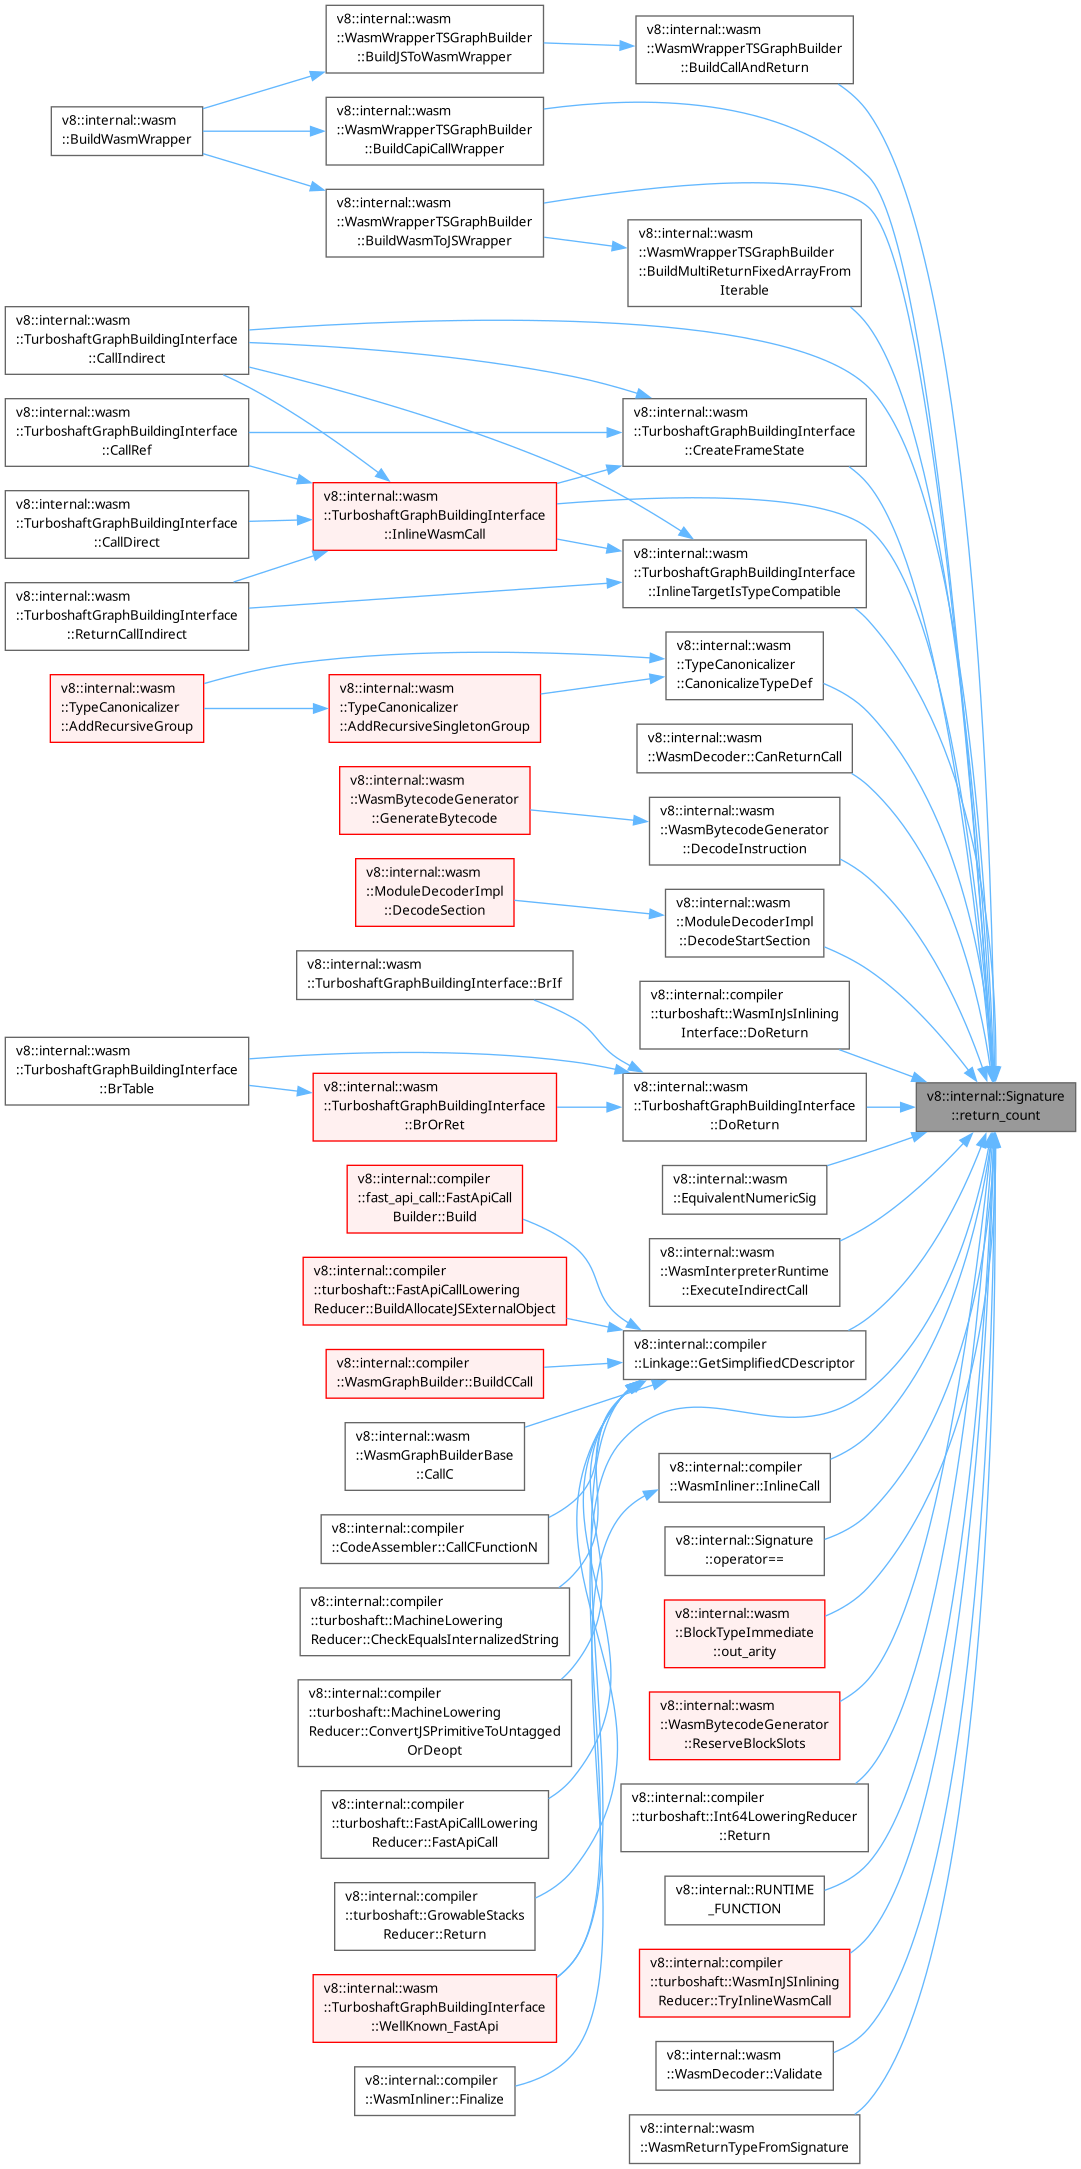 v8::internal::wasm
::WasmWrapperTSGraphBuilder
::BuildJSToWasmWrapper
v8::internal::wasm
::WasmWrapperTSGraphBuilder
::BuildCallAndReturn
v8::internal::wasm
::BuildWasmWrapper
v8::internal::wasm
::WasmWrapperTSGraphBuilder
::BuildCapiCallWrapper
v8::internal::wasm
::WasmWrapperTSGraphBuilder
::BuildWasmToJSWrapper
v8::internal::wasm
::WasmWrapperTSGraphBuilder
::BuildMultiReturnFixedArrayFrom
Iterable
v8::internal::wasm
::TurboshaftGraphBuildingInterface
::CallIndirect
v8::internal::wasm
::TurboshaftGraphBuildingInterface
::CallRef
v8::internal::wasm
::TurboshaftGraphBuildingInterface
::CreateFrameState
v8::internal::wasm
::TurboshaftGraphBuildingInterface
::CallDirect
v8::internal::wasm
::TurboshaftGraphBuildingInterface
::InlineWasmCall
v8::internal::wasm
::TurboshaftGraphBuildingInterface
::InlineTargetIsTypeCompatible
v8::internal::wasm
::TurboshaftGraphBuildingInterface
::ReturnCallIndirect
v8::internal::wasm
::TypeCanonicalizer
::CanonicalizeTypeDef
v8::internal::wasm
::TypeCanonicalizer
::AddRecursiveGroup
v8::internal::wasm
::TypeCanonicalizer
::AddRecursiveSingletonGroup
v8::internal::wasm
::WasmDecoder::CanReturnCall
v8::internal::wasm
::WasmBytecodeGenerator
::GenerateBytecode
v8::internal::wasm
::WasmBytecodeGenerator
::DecodeInstruction
v8::internal::wasm
::ModuleDecoderImpl
::DecodeSection
v8::internal::wasm
::ModuleDecoderImpl
::DecodeStartSection
v8::internal::wasm
::TurboshaftGraphBuildingInterface::BrIf
v8::internal::compiler
::turboshaft::WasmInJsInlining
Interface::DoReturn
v8::internal::wasm
::TurboshaftGraphBuildingInterface
::BrTable
v8::internal::wasm
::TurboshaftGraphBuildingInterface
::BrOrRet
v8::internal::wasm
::TurboshaftGraphBuildingInterface
::DoReturn
v8::internal::Signature
::return_count
v8::internal::compiler
::fast_api_call::FastApiCall
Builder::Build
v8::internal::wasm
::EquivalentNumericSig
v8::internal::wasm
::WasmInterpreterRuntime
::ExecuteIndirectCall
v8::internal::compiler
::turboshaft::FastApiCallLowering
Reducer::BuildAllocateJSExternalObject
v8::internal::compiler
::Linkage::GetSimplifiedCDescriptor
v8::internal::compiler
::WasmGraphBuilder::BuildCCall
v8::internal::wasm
::WasmGraphBuilderBase
::CallC
v8::internal::compiler
::WasmInliner::InlineCall
v8::internal::compiler
::CodeAssembler::CallCFunctionN
v8::internal::Signature
::operator==
v8::internal::compiler
::turboshaft::MachineLowering
Reducer::CheckEqualsInternalizedString
v8::internal::wasm
::BlockTypeImmediate
::out_arity
v8::internal::compiler
::turboshaft::MachineLowering
Reducer::ConvertJSPrimitiveToUntagged
OrDeopt
v8::internal::wasm
::WasmBytecodeGenerator
::ReserveBlockSlots
v8::internal::compiler
::turboshaft::FastApiCallLowering
Reducer::FastApiCall
v8::internal::compiler
::turboshaft::Int64LoweringReducer
::Return
v8::internal::compiler
::turboshaft::GrowableStacks
Reducer::Return
v8::internal::RUNTIME
_FUNCTION
v8::internal::wasm
::TurboshaftGraphBuildingInterface
::WellKnown_FastApi
v8::internal::compiler
::turboshaft::WasmInJSInlining
Reducer::TryInlineWasmCall
v8::internal::compiler
::WasmInliner::Finalize
v8::internal::wasm
::WasmDecoder::Validate
v8::internal::wasm
::WasmReturnTypeFromSignature